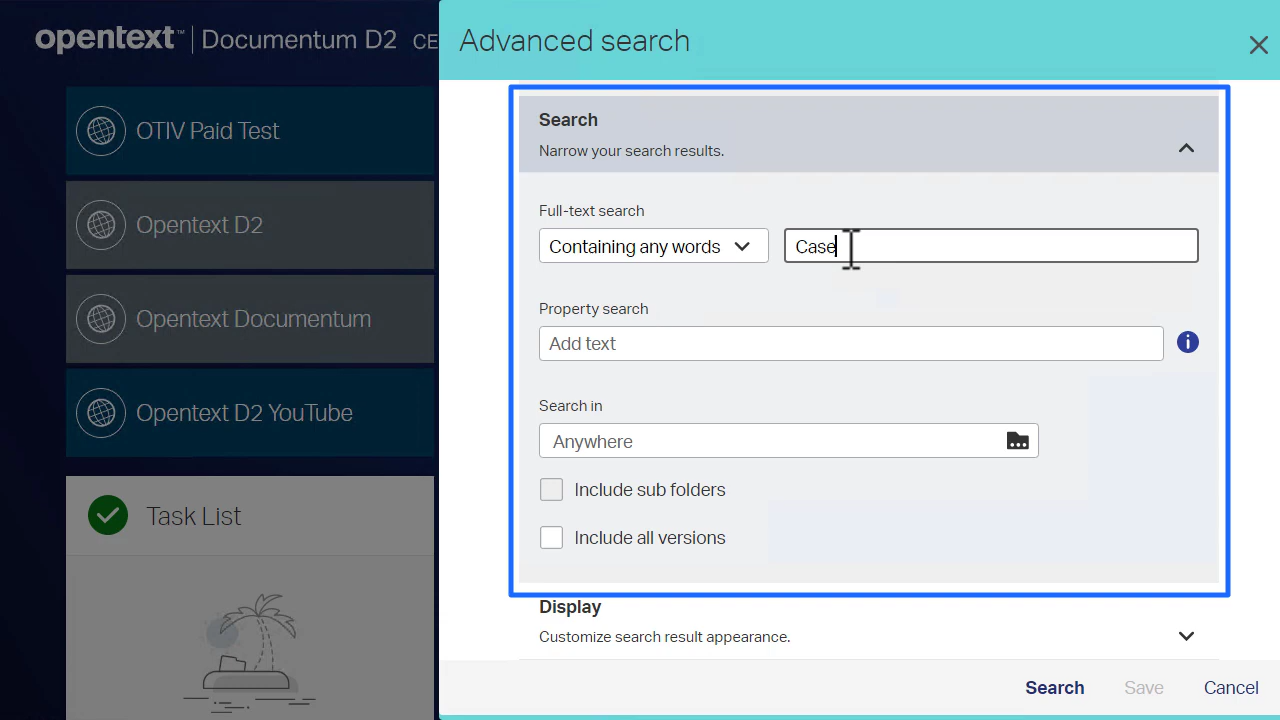 opentext™ | Documentum D2 CE
Advanced search
OTIV Paid Test
Opentext D2
Opentext Documentum
Opentext D2 YouTube
Task List
Search
Narrow your search results.
Full-text search
Containing any words
Case
Property search
Add text
Search in
Anywhere
Include sub folders
Include all versions
Display
Customize search result appearance.
Search Save Cancel